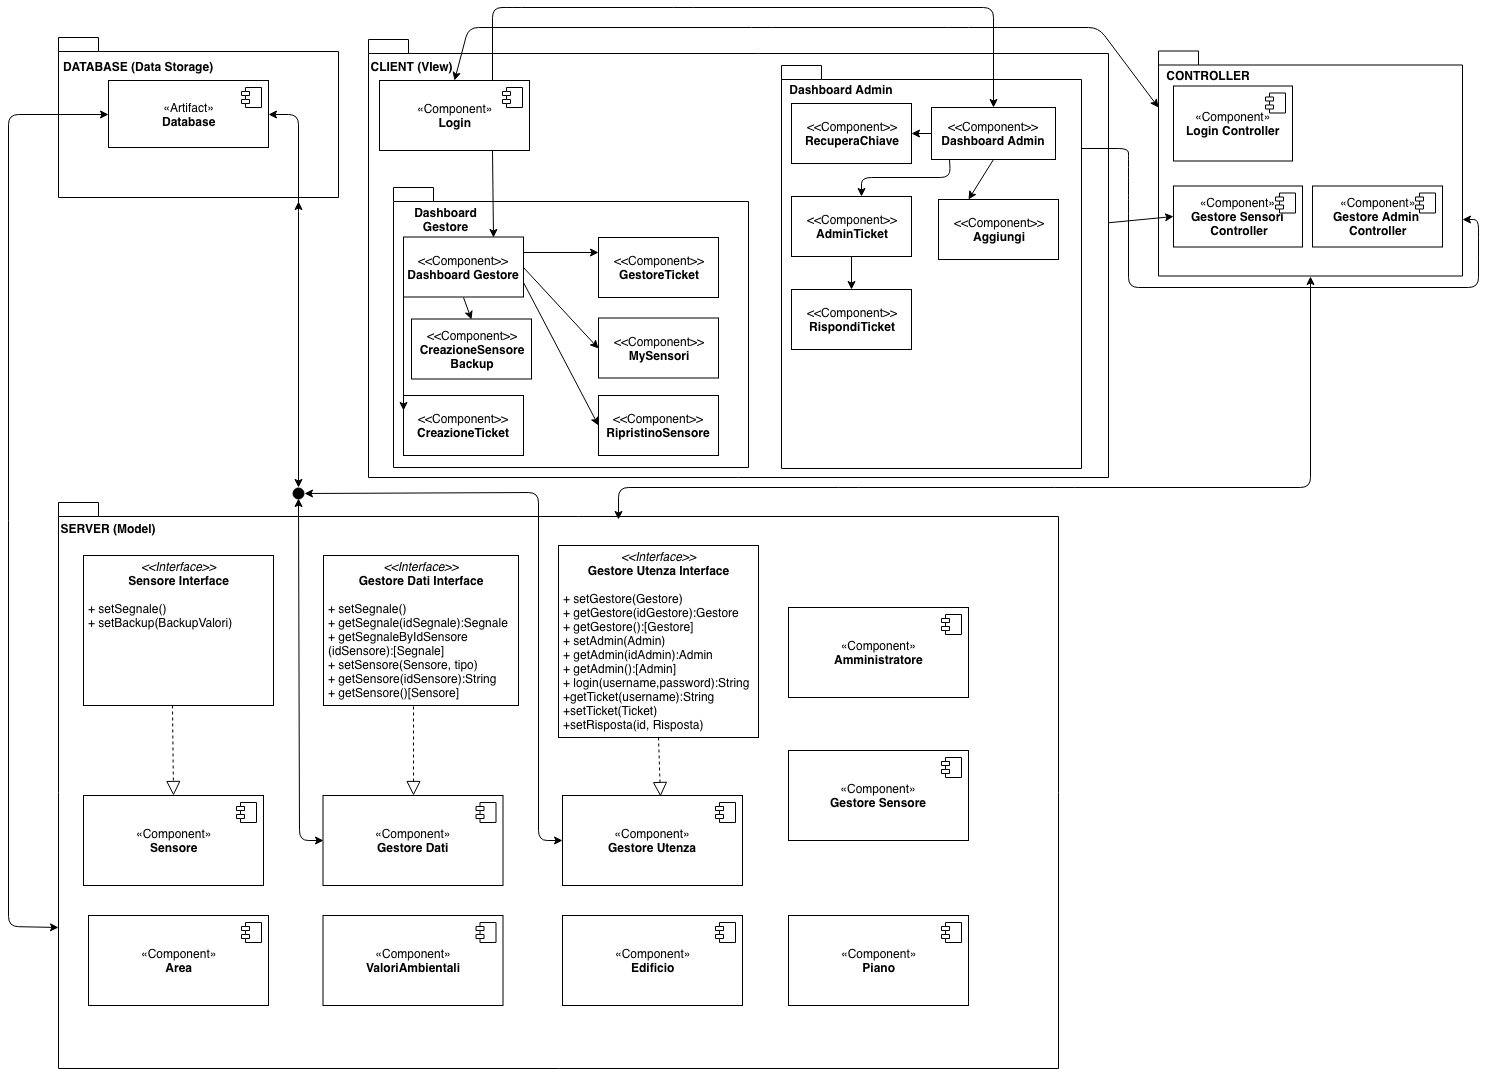 DATABASE (Data Storage)
«Artifact»
Database
CLIENT (VIew)
«Component»
Login
Dashboard
Gestore
<<Component>>
Dashboard Gestore
<<Component>>
GestoreTicket
<<Component>>
CreazioneSensore
Backup
<<Component>>
MySensori
<<Component>>
CreazioneTicket
<<Component>>
RipristinoSensore
Dashboard Admin
<<Component>>
RecuperaChiave
<<Component>>
Dashboard Admin
<<Component>>
AdminTicket
<<Component>>
Aggiungi
<<Component>>
RispondiTicket
CONTROLLER
«Component»
Login Controller
«Component»
Gestore Sensori
Controller
«Component»
Gestore Admin
Controller
SERVER (Model)
<<Interface>>
Sensore Interface
+ setSegnale()
+ setBackup(BackupValori)
<<Interface>>
Gestore Dati Interface
+ setSegnale()
+ getSegnale(idSegnale):Segnale
+ getSegnaleByIdSensore
(idSensore):[Segnale]
+ setSensore(Sensore, tipo)
+ getSensore(idSensore):String
+ getSensore()[Sensore]
<<Interface>>
Gestore Utenza Interface
+ setGestore(Gestore)
+ getGestore(idGestore):Gestore
+ getGestore():[Gestore]
+ setAdmin(Admin)
+ getAdmin(idAdmin):Admin
+ getAdmin():[Admin]
+ login(username,password):String
+getTicket(username):String
+setTicket(Ticket)
+setRisposta(id, Risposta)
«Component»
Amministratore
«Component»
Gestore Sensore
«Component»
Sensore
«Component»
Gestore Dati
«Component»
Gestore Utenza
«Component»
Area
«Component»
ValoriAmbientali
«Component»
Edificio
«Component»
Piano